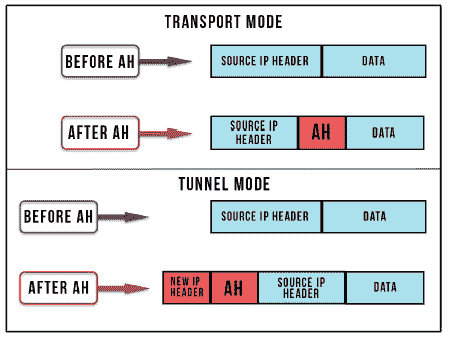 TRANSPORT MODE
BEFORE AH
SOURCE IP HEADER
DATA
AFTER AH
SOURCE IP
HEADER
AH
DATA
TUNNEL MODE
BEFORE AH
SOURCE IP HEADER
DATA
AFTER AH
NEW IP
HEADER
AH
SOURCE IP
HEADER
DATA